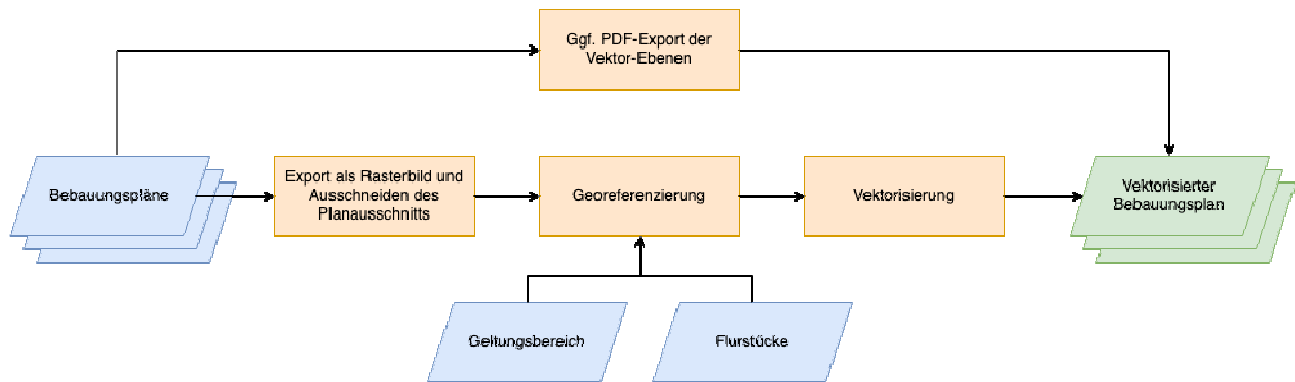 Ggf. PDF-Export der
Vektor-Ebenen
Bebauungspläne
Export als Rasterbild und
Ausschneiden des
Planausschnitts
Georeferenzierung
Vektorisierung
Vektorisierter
Bebauungsplan
Geltungsbereich
Flurstücke